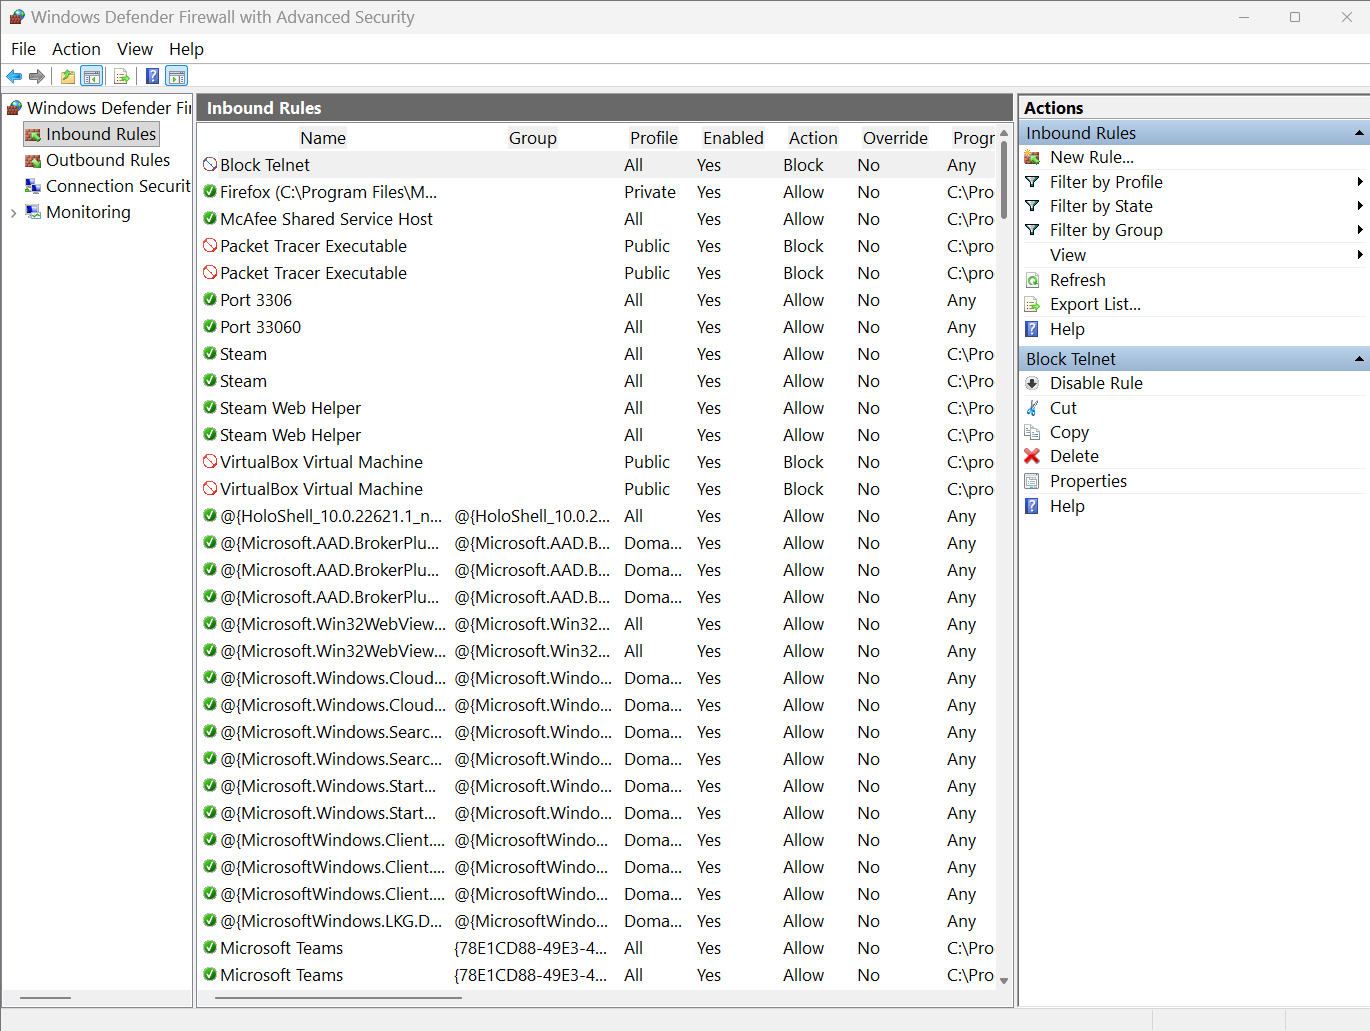 Windows Defender Firewall with Advanced Security
File Action View Help
Windows Defender Fir
Inbound Rules
Outbound Rules
Connection Securit
Monitoring
Inbound Rules
Name Group Profile Enabled Action Override Progr
Block Telnet All Yes Block No Any
Firefox (C:\Program Files\M... Private Yes Allow No C:\Pro
McAfee Shared Service Host All Yes Allow No C:\Pro
Packet Tracer Executable Public Yes Block No C:\pro
Packet Tracer Executable Public Yes Block No C:\pro
Port 3306 All Yes Allow No Any
Port 33060 All Yes Allow No Any
Steam All Yes Allow No C:\Pro
Steam All Yes Allow No C:\Pro
Steam Web Helper All Yes Allow No C:\Pro
Steam Web Helper All Yes Allow No C:\Pro
VirtualBox Virtual Machine Public Yes Block No C:\pro
VirtualBox Virtual Machine Public Yes Block No C:\pro
@{HoloShell_10.0.22621.1_n... @{HoloShell_10.0.2... All Yes Allow No Any
@{Microsoft.AAD.BrokerPlu... @{Microsoft.AAD.B... Doma... Yes Allow No Any
@{Microsoft.AAD.BrokerPlu... @{Microsoft.AAD.B... Doma... Yes Allow No Any
@{Microsoft.AAD.BrokerPlu... @{Microsoft.AAD.B... Doma... Yes Allow No Any
@{Microsoft.Win32WebView... @{Microsoft.Win32... All Yes Allow No Any
@{Microsoft.Win32WebView... @{Microsoft.Win32... All Yes Allow No Any
@{Microsoft.Windows.Cloud... @{Microsoft.Windo... Doma... Yes Allow No Any
@{Microsoft.Windows.Cloud... @{Microsoft.Windo... Doma... Yes Allow No Any
@{Microsoft.Windows.Searc... @{Microsoft.Windo... Doma... Yes Allow No Any
@{Microsoft.Windows.Searc... @{Microsoft.Windo... Doma... Yes Allow No Any
@{Microsoft.Windows.Start... @{Microsoft.Windo... Doma... Yes Allow No Any
@{Microsoft.Windows.Start... @{Microsoft.Windo... Doma... Yes Allow No Any
@{MicrosoftWindows.Client.... @{MicrosoftWindo... Doma... Yes Allow No Any
@{MicrosoftWindows.Client.... @{MicrosoftWindo... Doma... Yes Allow No Any
@{MicrosoftWindows.Client.... @{MicrosoftWindo... Doma... Yes Allow No Any
@{MicrosoftWindows.LKG.D... @{MicrosoftWindo... Doma... Yes Allow No Any
Microsoft Teams {78E1CD88-49E3-4... All Yes Allow No C:\Pro
Microsoft Teams {78E1CD88-49E3-4... All Yes Allow No C:\Pro
Actions
Inbound Rules
New Rule...
Filter by Profile
Filter by State
Filter by Group
View
Refresh
Export List...
Help
Block Telnet
Disable Rule
Cut
Copy
Delete
Properties
Help